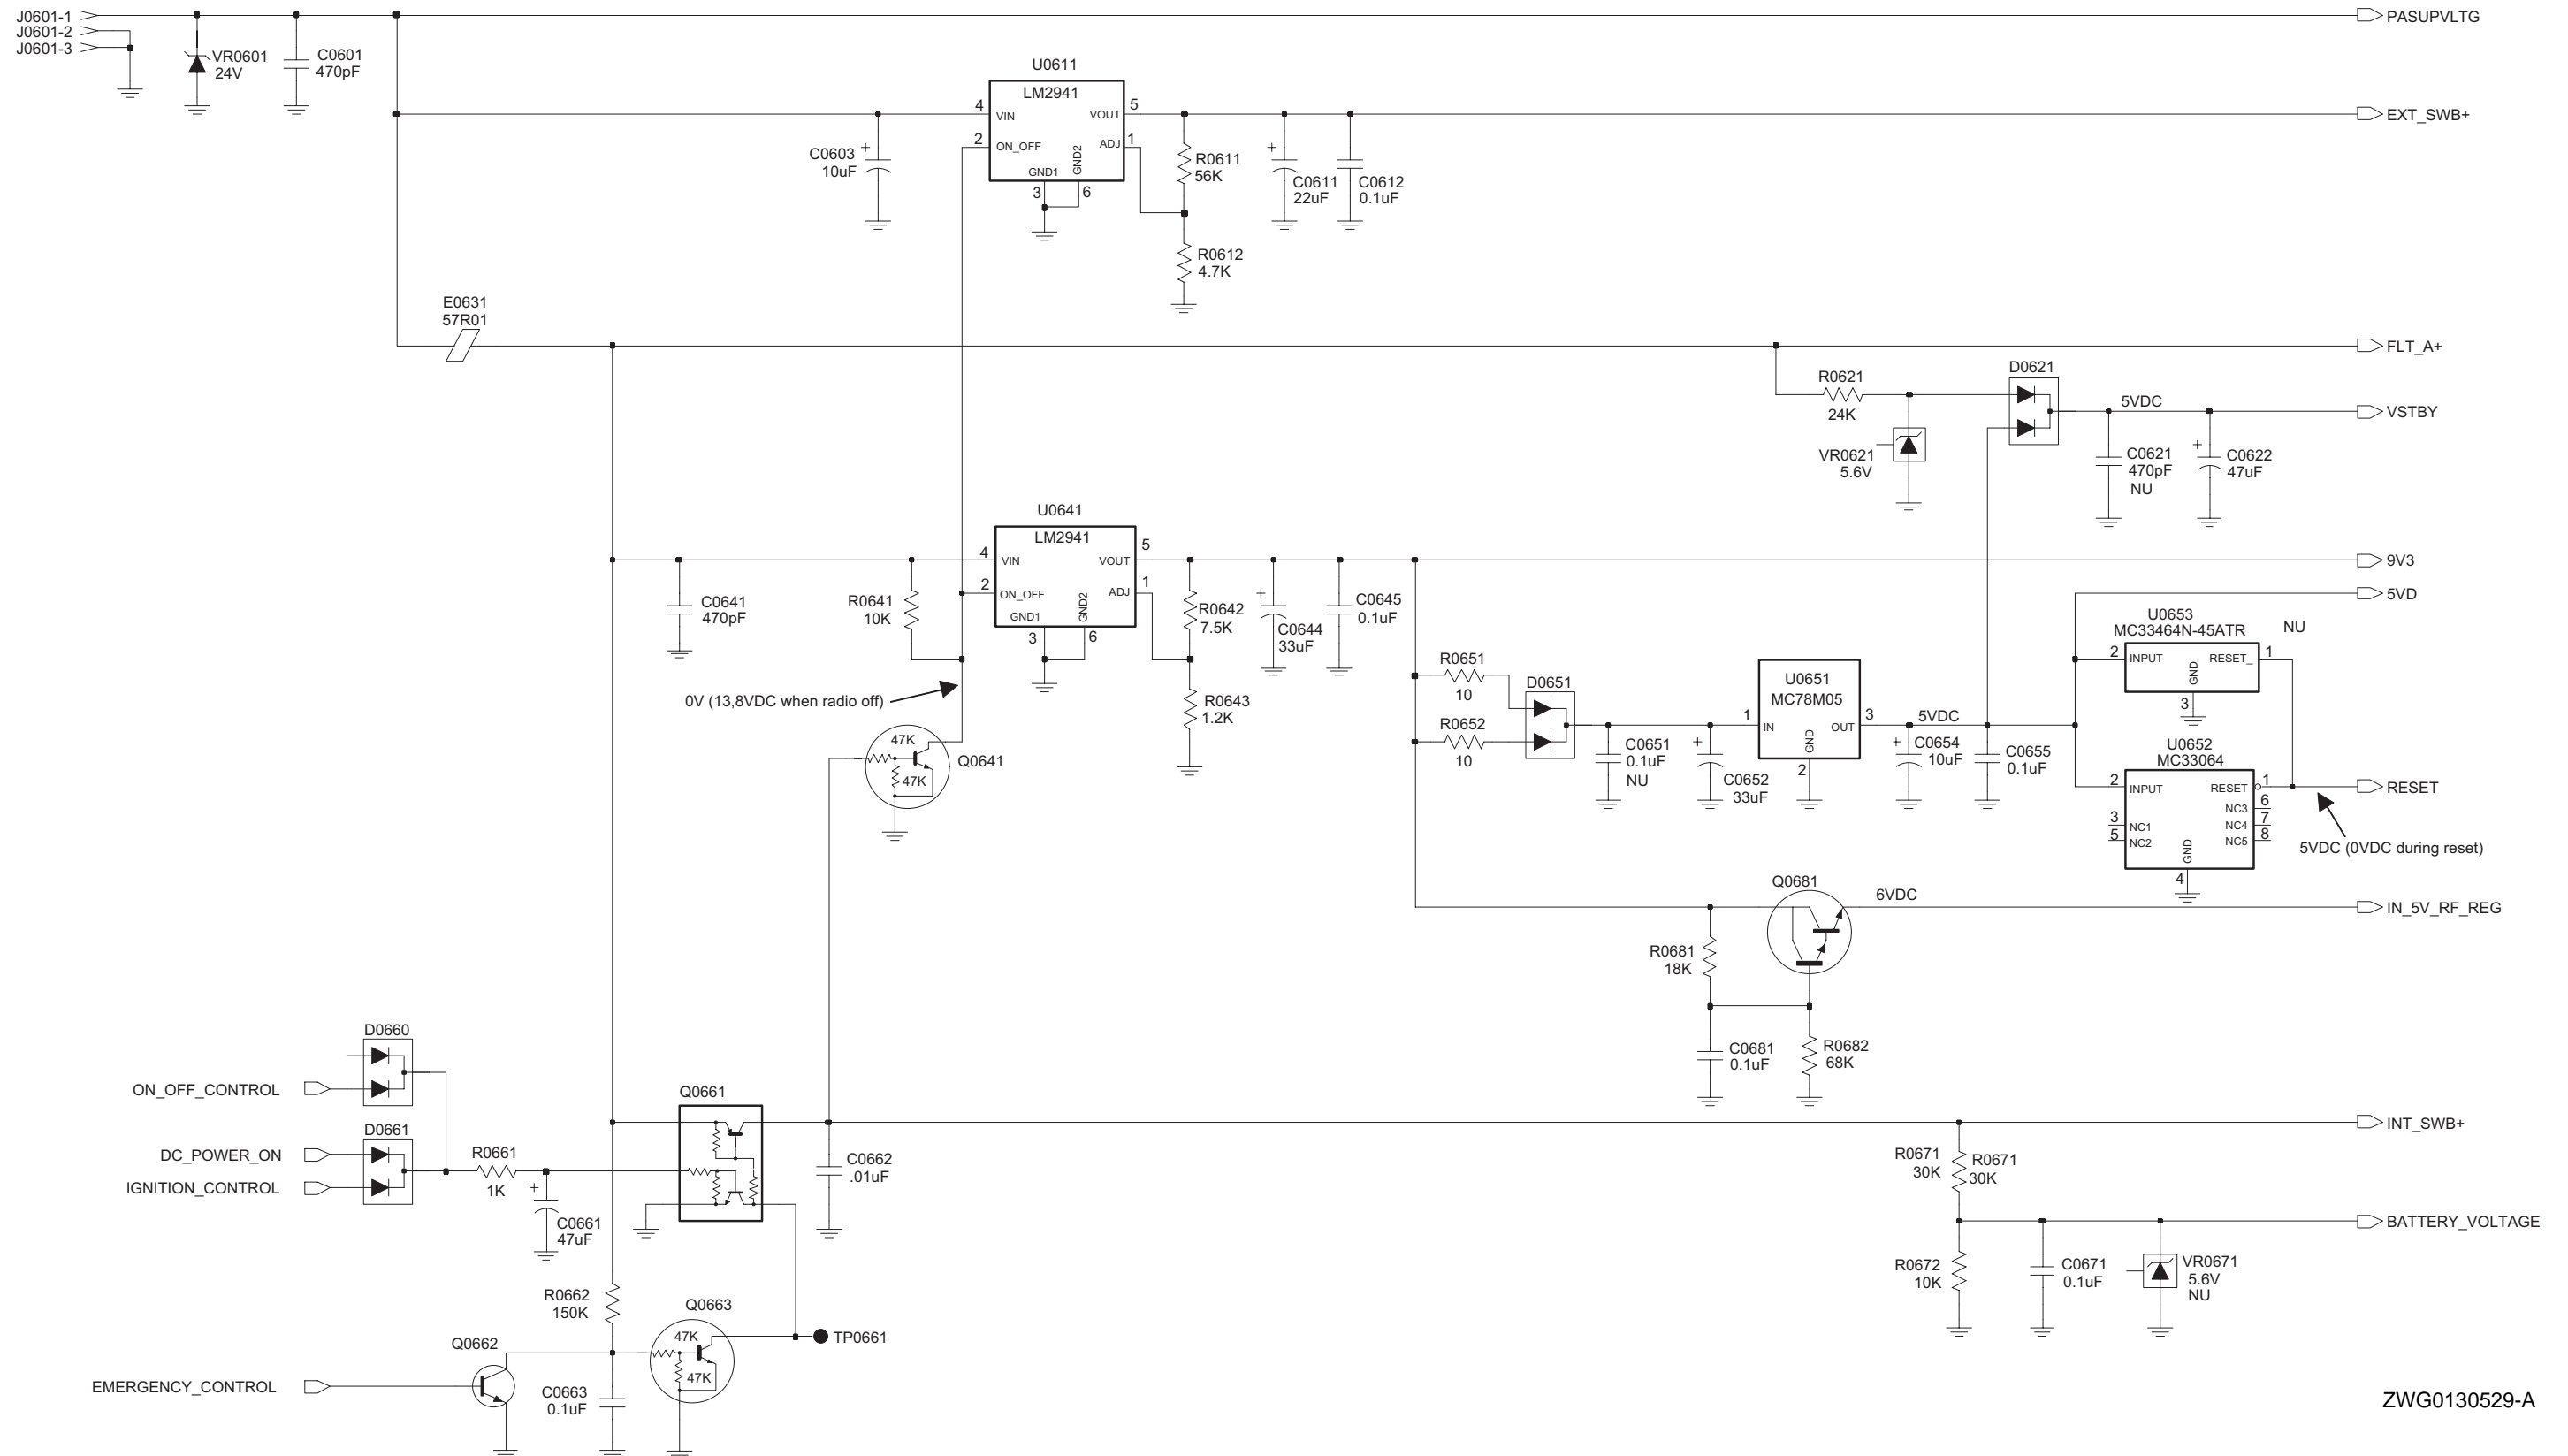 J0601-1
J0601-2
J0601-3
PASUPVLTG
VR0601
24V
C0601
470pF
U0611
LM2941
4
VIN
VOUT
5
EXT_SWB+
2
ON_OFF
ADJ
1
GND1
GND2
3
6
C0603
+
10uF
R0611
56K
+
C0611
22uF
C0612
0.1uF
R0612
4.7K
E0631
57R01
FLT_A+
R0621
24K
D0621
5VDC
VSTBY
VR0621
5.6V
C0621
470pF
NU
+
C0622
47uF
U0641
LM2941
4
VIN
VOUT
5
9V3
2
ON_OFF
ADJ
1
GND1
GND2
3
6
C0641
470pF
R0641
10K
R0642
7.5K
+
C0644
33uF
C0645
0.1uF
5VD
U0653
MC33464N-45ATR
NU
2
INPUT
RESET_
1
GND
3
0V (13,8VDC when radio off)
R0643
1.2K
R0651
10
D0651
R0652
10
U0651
MC78M05
1
IN
OUT
3
GND
2
5VDC
C0651
0.1uF
NU
+
C0652
33uF
+
C0654
10uF
C0655
0.1uF
47K
47K
Q0641
U0652
MC33064
2
INPUT
RESET
1
RESET
3
NC1
5
NC2
NC3
6
NC4
7
NC5
8
GND
4
5VDC (0VDC during reset)
Q0681
6VDC
IN_5V_RF_REG
R0681
18K
C0681
0.1uF
R0682
68K
D0660
ON_OFF_CONTROL
D0661
DC_POWER_ON
IGNITION_CONTROL
R0661
1K
+
C0661
47uF
Q0661
C0662
.01uF
INT_SWB+
R0671
30K
R0671
30K
BATTERY_VOLTAGE
R0672
10K
C0671
0.1uF
VR0671
5.6V
NU
R0662
150K
Q0663
47K
47K
TP0661
Q0662
EMERGENCY_CONTROL
C0663
0.1uF
ZWG0130529-A